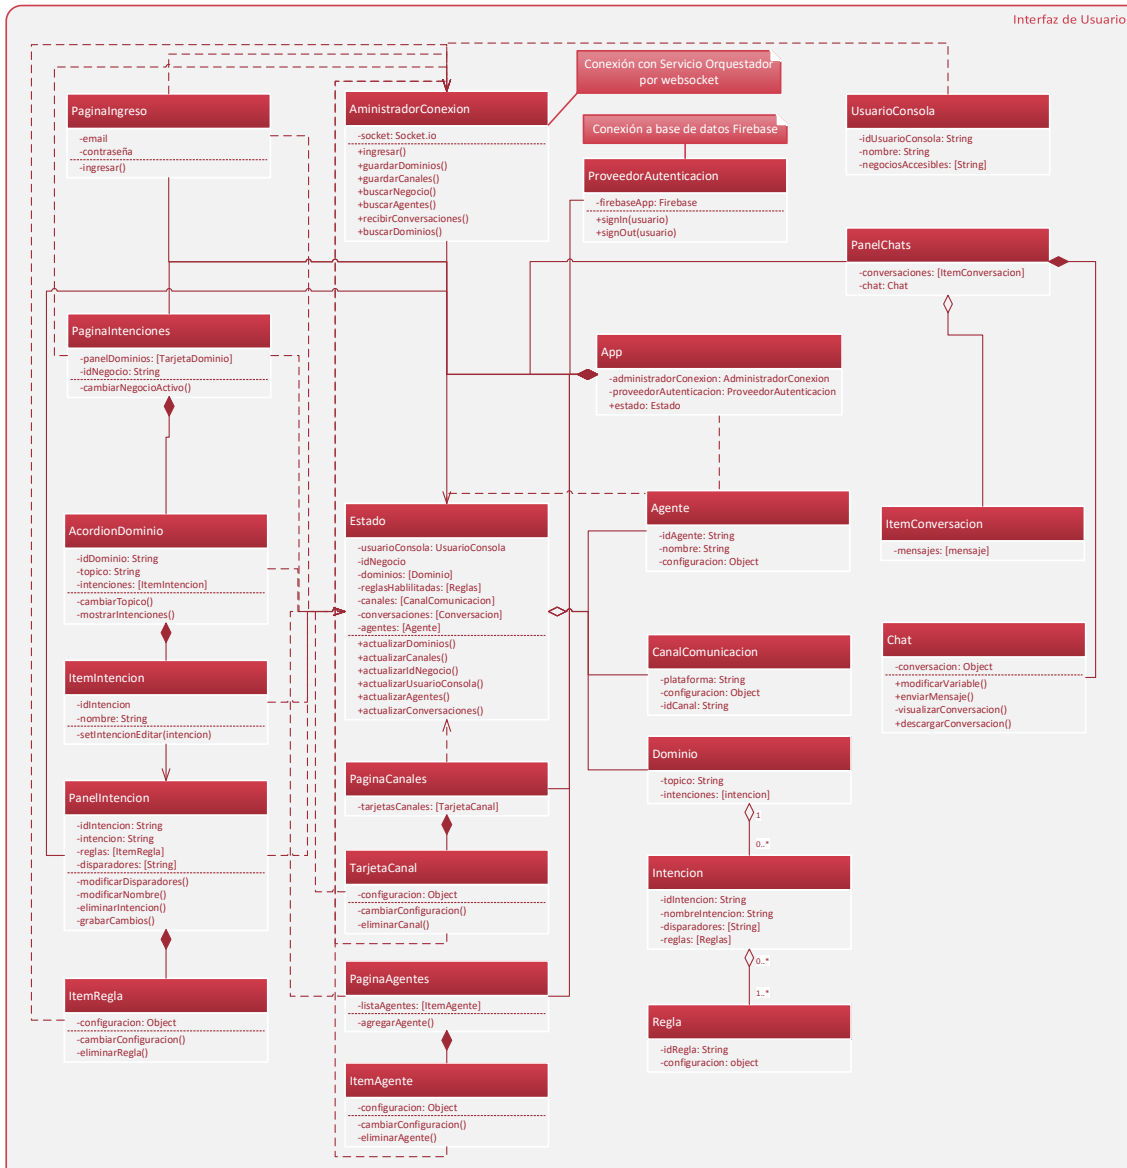 Interfaz de Usuario
Conexión con Servicio Orquestador
por websocket
PaginaIngreso
-email
-contraseña
-ingresar()
AministradorConexion
-socket: Socket.io
+ingresar()
+guardarDominios()
+guardarCanales()
+buscarNegocio()
+buscarAgentes()
+recibirConversaciones()
+buscarDominios()
Conexión a base de datos Firebase
ProveedorAutenticacion
-firebaseApp: Firebase
+signIn(usuario)
+signOut(usuario)
UsuarioConsola
-idUsuarioConsola: String
-nombre: String
-negociosAccesibles: [String]
PanelChats
-conversaciones: [ItemConversacion]
-chat: Chat
PaginaIntenciones
-panelDominios: [TarjetaDominio]
-idNegocio: String
-cambiarNegocioActivo()
App
-administradorConexion: AdministradorConexion
-proveedorAutenticacion: ProveedorAutenticacion
+estado: Estado
AcordionDominio
-idDominio: String
-topico: String
-intenciones: [ItemIntencion]
-cambiarTopico()
-mostrarIntenciones()
Estado
-usuarioConsola: UsuarioConsola
-idNegocio
-dominios: [Dominio]
-reglasHablilitadas: [Reglas]
-canales: [CanalComunicacion]
-conversaciones: [Conversacion]
-agentes: [Agente]
+actualizarDominios()
+actualizarCanales()
+actualizarIdNegocio()
+actualizarUsuarioConsola()
+actualizarAgentes()
+actualizarConversaciones()
Agente
-idAgente: String
-nombre: String
-configuracion: Object
ItemConversacion
-mensajes: [mensaje]
CanalComunicacion
-plataforma: String
-configuracion: Object
-idCanal: String
Chat
-conversacion: Object
+modificarVariable()
+enviarMensaje()
-visualizarConversacion()
+descargarConversacion()
ItemIntencion
-idIntencion
-nombre: String
-setIntencionEditar(intencion)
Dominio
-topico: String
-intenciones: [intencion]
1
0..*
PanelIntencion
-idIntencion: String
-intencion: String
-reglas: [ItemRegla]
-disparadores: [String]
-modificarDisparadores()
-modificarNombre()
-eliminarIntencion()
-grabarCambios()
PaginaCanales
-tarjetasCanales: [TarjetaCanal]
TarjetaCanal
-configuracion: Object
-cambiarConfiguracion()
-eliminarCanal()
Intencion
-idIntencion: String
-nombreIntencion: String
-disparadores: [String]
-reglas: [Reglas]
0..*
1..*
ItemRegla
-configuracion: Object
-cambiarConfiguracion()
-eliminarRegla()
PaginaAgentes
-listaAgentes: [ItemAgente]
-agregarAgente()
Regla
-idRegla: String
-configuracion: object
ItemAgente
-configuracion: Object
-cambiarConfiguracion()
-eliminarAgente()